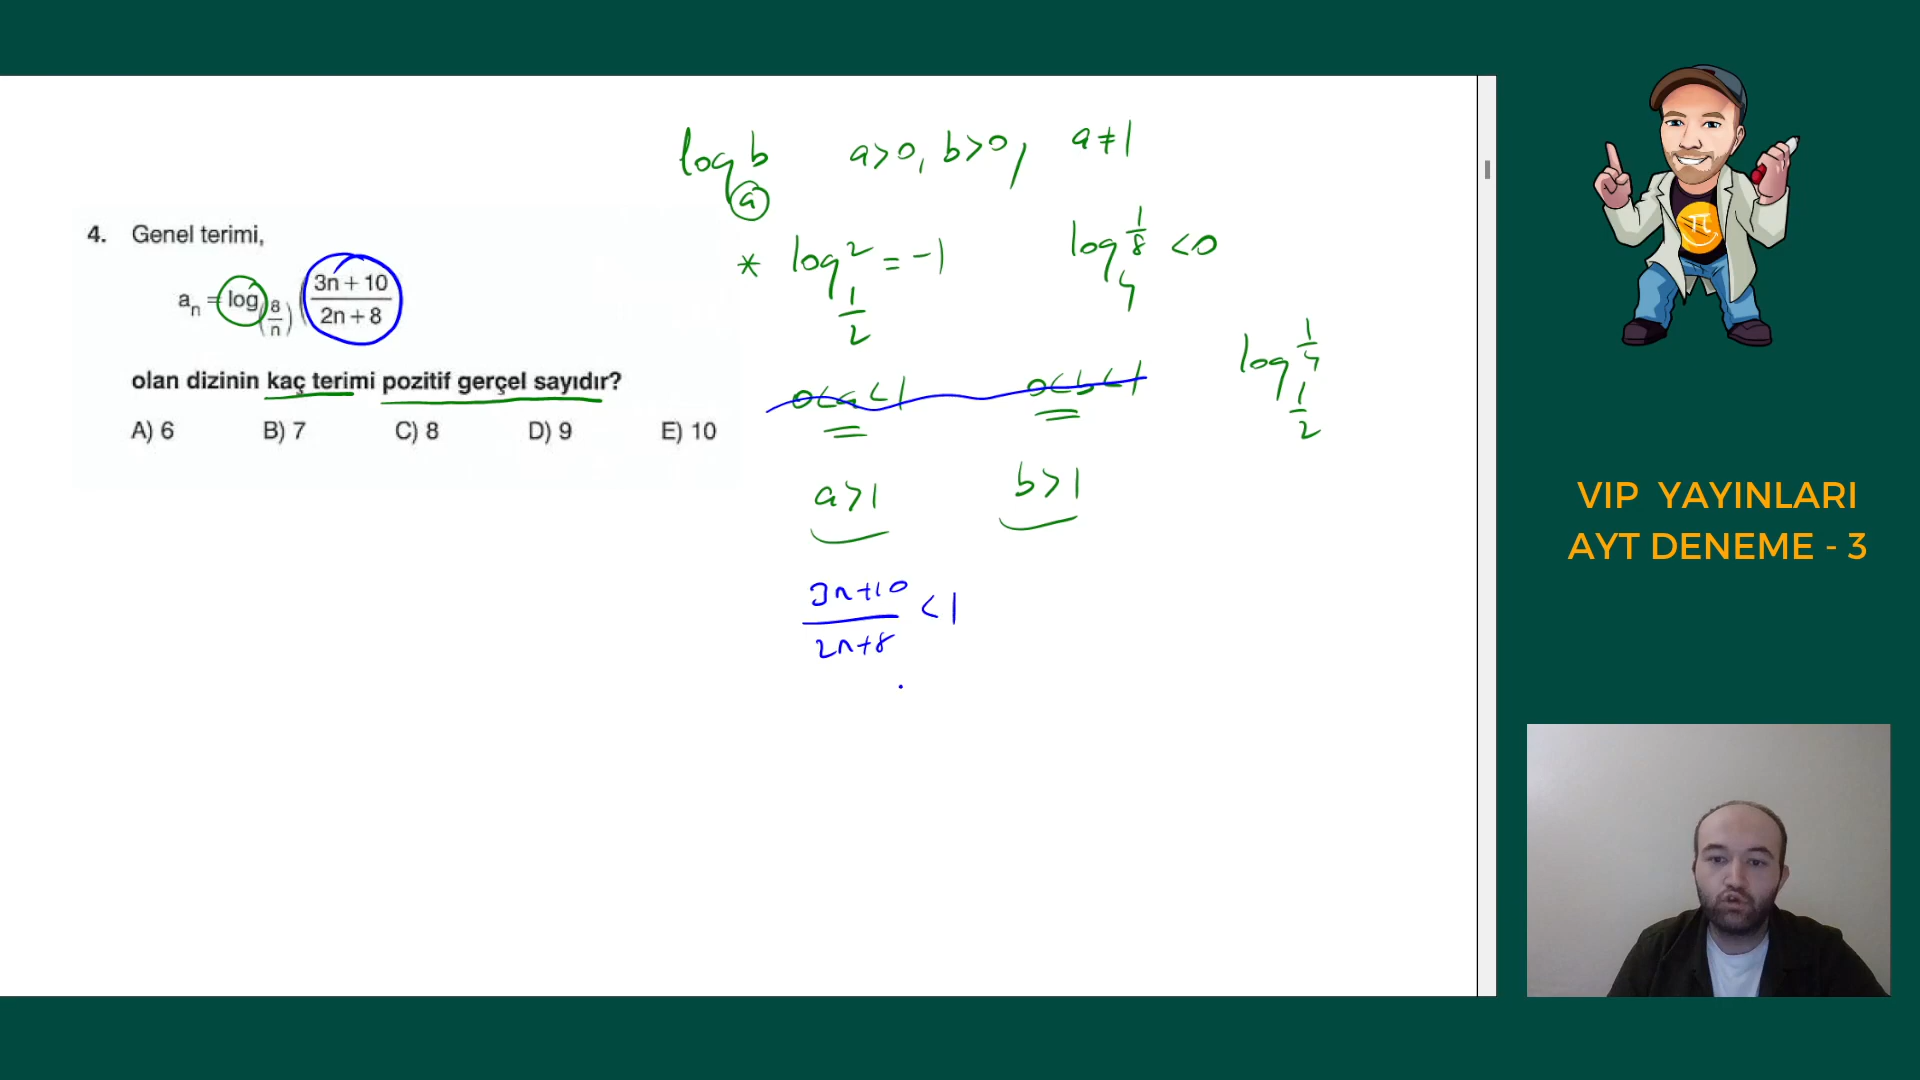 4. Genel terimi,
aₙ = log₍₈/ₙ₎ ((3n + 10)/(2n + 8))
olan dizinin kaç terimi pozitif gerçel sayıdır?
A) 6 B) 7 C) 8 D) 9 E) 10
logₐ b a>0, b>0, a≠1
* log_(1/2) 2 = -1 log_4 (1/8) <0
log_(1/2) (1/4)
0<a<1 0<b<1
a>1 b>1
(3n+10)/(2n+8) <1
π
VIP YAYINLARI
AYT DENEME - 3